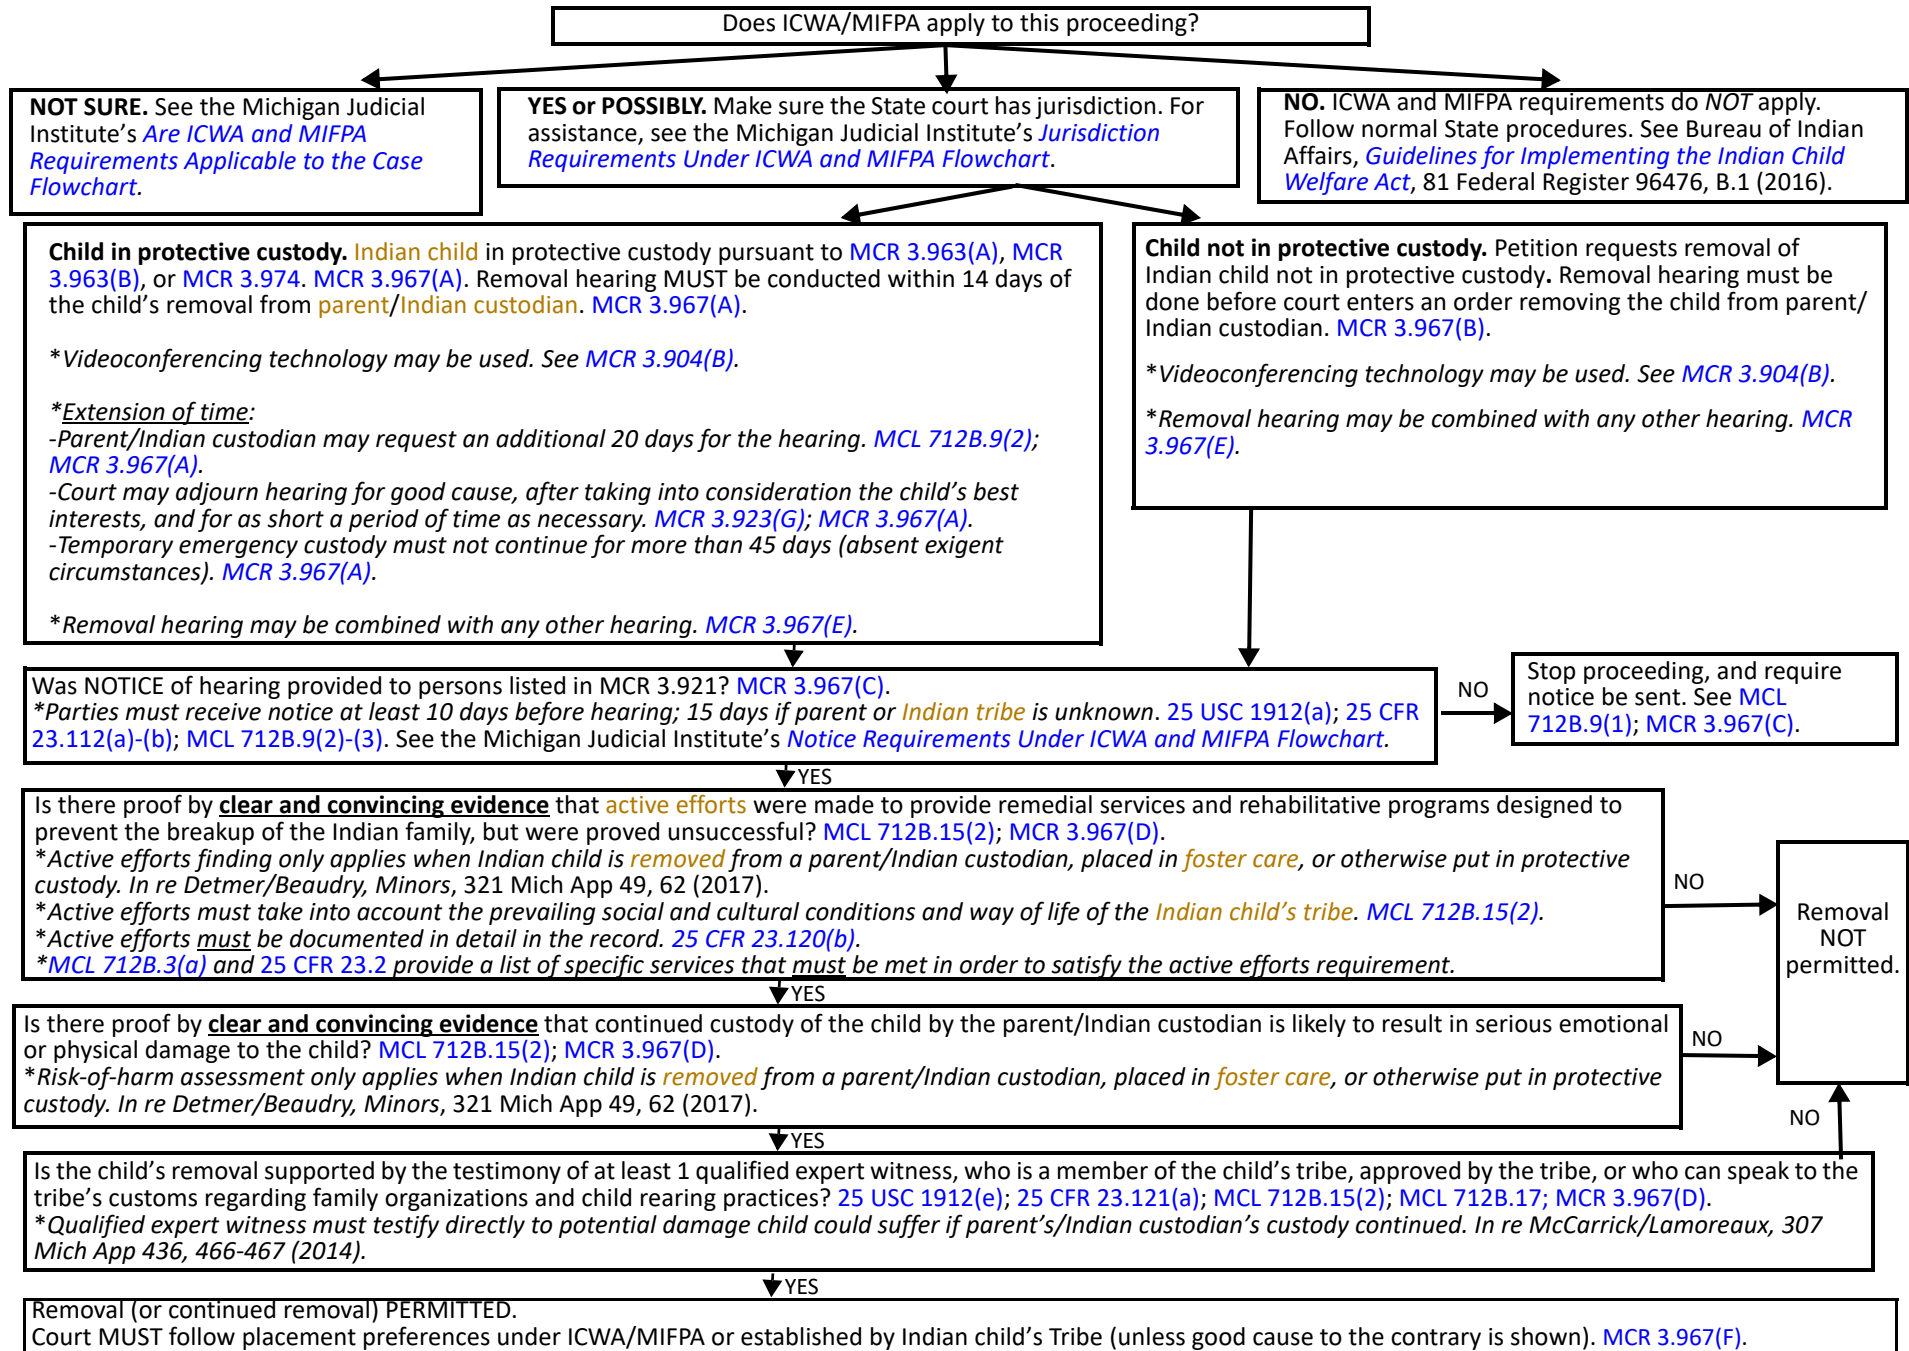 Does ICWA/MIFPA apply to this proceeding?
NOT SURE. See the Michigan Judicial
Institute's Are ICWA and MIFPA
Requirements Applicable to the Case
Flowchart.
YES or POSSIBLY. Make sure the State court has jurisdiction. For
assistance, see the Michigan Judicial Institute's Jurisdiction
Requirements Under ICWA and MIFPA Flowchart.
NO. ICWA and MIFPA requirements do NOT apply.
Follow normal State procedures. See Bureau of Indian
Affairs, Guidelines for Implementing the Indian Child
Welfare Act, 81 Federal Register 96476, B.1 (2016).
Child in protective custody. Indian child in protective custody pursuant to MCR 3.963(A), MCR
3.963(B), or MCR 3.974. MCR 3.967(A). Removal hearing MUST be conducted within 14 days of
the child's removal from parent/Indian custodian. MCR 3.967(A).
*Videoconferencing technology may be used. See MCR 3.904(B).
*Extension of time:
-Parent/Indian custodian may request an additional 20 days for the hearing. MCL 712B.9(2);
MCR 3.967(A).
-Court may adjourn hearing for good cause, after taking into consideration the child's best
interests, and for as short a period of time as necessary. MCR 3.923(G); MCR 3.967(A).
-Temporary emergency custody must not continue for more than 45 days (absent exigent
circumstances). MCR 3.967(A).
*Removal hearing may be combined with any other hearing. MCR 3.967(E).
Child not in protective custody. Petition requests removal of
Indian child not in protective custody. Removal hearing must be
done before court enters an order removing the child from parent/
Indian custodian. MCR 3.967(B).
*Videoconferencing technology may be used. See MCR 3.904(B).
*Removal hearing may be combined with any other hearing. MCR
3.967(E).
Was NOTICE of hearing provided to persons listed in MCR 3.921? MCR 3.967(C).
*Parties must receive notice at least 10 days before hearing; 15 days if parent or Indian tribe is unknown. 25 USC 1912(a); 25 CFR
23.112(a)-(b); MCL 712B.9(2)-(3). See the Michigan Judicial Institute's Notice Requirements Under ICWA and MIFPA Flowchart.
NO
Stop proceeding, and require
notice be sent. See MCL
712B.9(1); MCR 3.967(C).
YES
Is there proof by clear and convincing evidence that active efforts were made to provide remedial services and rehabilitative programs designed to
prevent the breakup of the Indian family, but were proved unsuccessful? MCL 712B.15(2); MCR 3.967(D).
*Active efforts finding only applies when Indian child is removed from a parent/Indian custodian, placed in foster care, or otherwise put in protective
custody. In re Detmer/Beaudry, Minors, 321 Mich App 49, 62 (2017).
*Active efforts must take into account the prevailing social and cultural conditions and way of life of the Indian child's tribe. MCL 712B.15(2).
*Active efforts must be documented in detail in the record. 25 CFR 23.120(b).
*MCL 712B.3(a) and 25 CFR 23.2 provide a list of specific services that must be met in order to satisfy the active efforts requirement.
NO
Removal
NOT
permitted.
YES
Is there proof by clear and convincing evidence that continued custody of the child by the parent/Indian custodian is likely to result in serious emotional
or physical damage to the child? MCL 712B.15(2); MCR 3.967(D).
*Risk-of-harm assessment only applies when Indian child is removed from a parent/Indian custodian, placed in foster care, or otherwise put in protective
custody. In re Detmer/Beaudry, Minors, 321 Mich App 49, 62 (2017).
NO
NO
YES
Is the child's removal supported by the testimony of at least 1 qualified expert witness, who is a member of the child's tribe, approved by the tribe, or who can speak to the
tribe's customs regarding family organizations and child rearing practices? 25 USC 1912(e); 25 CFR 23.121(a); MCL 712B.15(2); MCL 712B.17; MCR 3.967(D).
*Qualified expert witness must testify directly to potential damage child could suffer if parent's/Indian custodian's custody continued. In re McCarrick/Lamoreaux, 307
Mich App 436, 466-467 (2014).
YES
Removal (or continued removal) PERMITTED.
Court MUST follow placement preferences under ICWA/MIFPA or established by Indian child's Tribe (unless good cause to the contrary is shown). MCR 3.967(F).